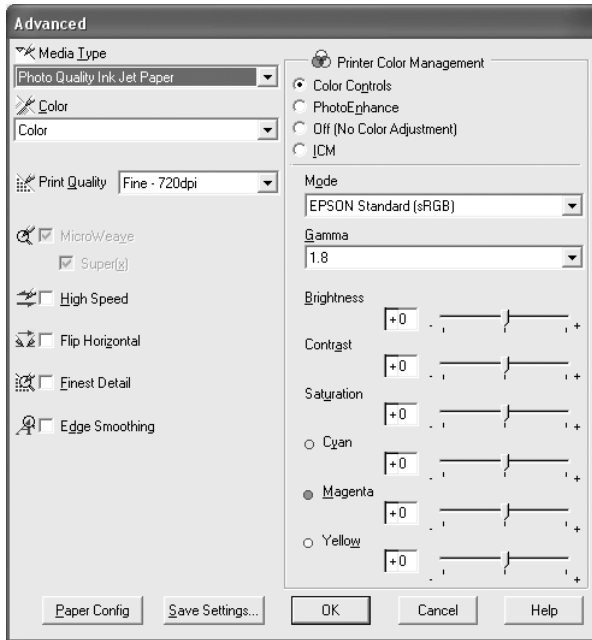 Advanced
Media Type
Photo Quality Ink Jet Paper
Color
Color
Print Quality Fine - 720dpi
MicroWeave
Super(x)
High Speed
Flip Horizontal
Finest Detail
Edge Smoothing
Printer Color Management
Color Controls
PhotoEnhance
Off (No Color Adjustment)
ICM
Mode
EPSON Standard (sRGB)
Gamma
1.8
Brightness
+0 - +
Contrast
+0 - +
Saturation
+0 - +
Cyan
+0 - +
Magenta
+0 - +
Yellow
+0 - +
Paper Config Save Settings... OK Cancel Help